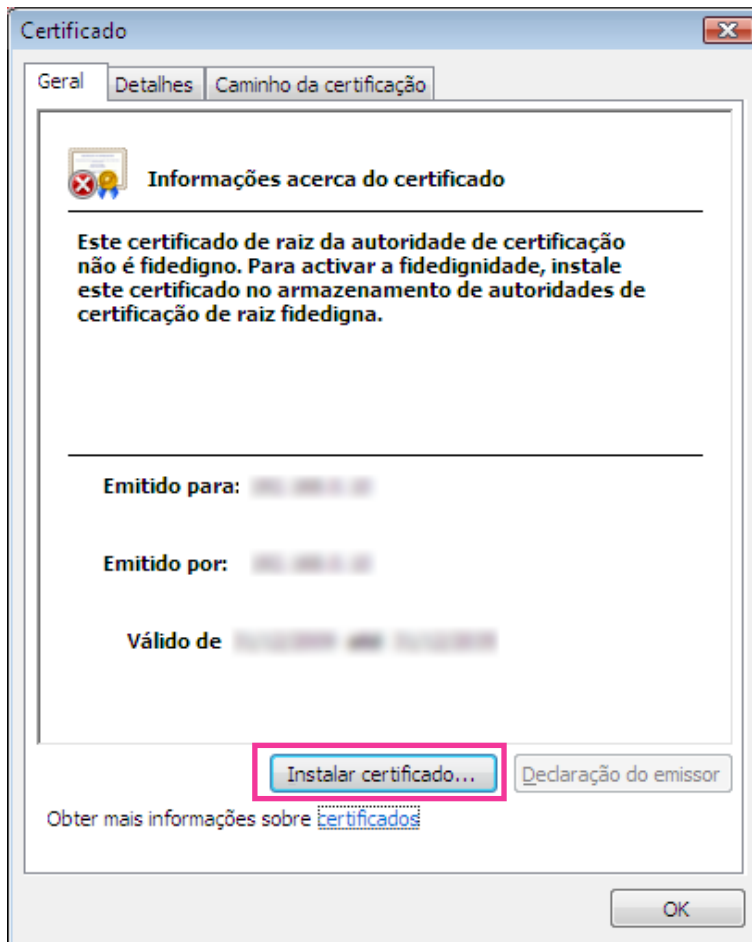 Certificado
Geral
Detalhes
Caminho da certificação
Informações acerca do certificado
Este certificado de raiz da autoridade de certificação
não é fidedigno. Para activar a fidedignidade, instale
este certificado no armazenamento de autoridades de
certificação de raiz fidedigna.
Emitido para:
Emitido por:
Válido de
Instalar certificado...
Declaração do emissor
Obter mais informações sobre certificados
OK